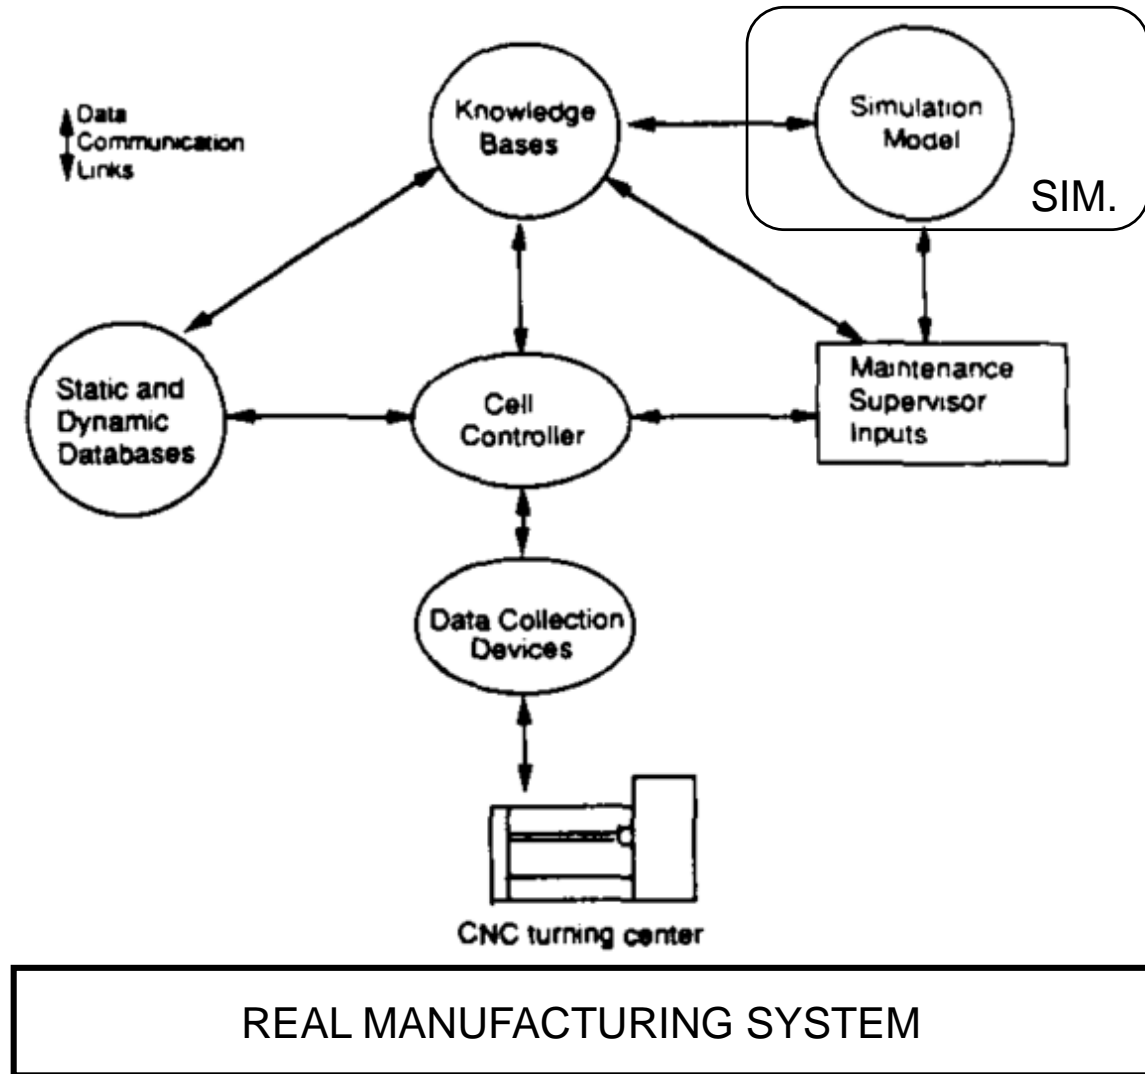 Data
Communication
Links
Knowledge
Bases
Simulation
Model
SIM.
Static and
Dynamic
Databases
Cell
Controller
Maintenance
Supervisor
Inputs
Data Collection
Devices
CNC turning center
REAL MANUFACTURING SYSTEM